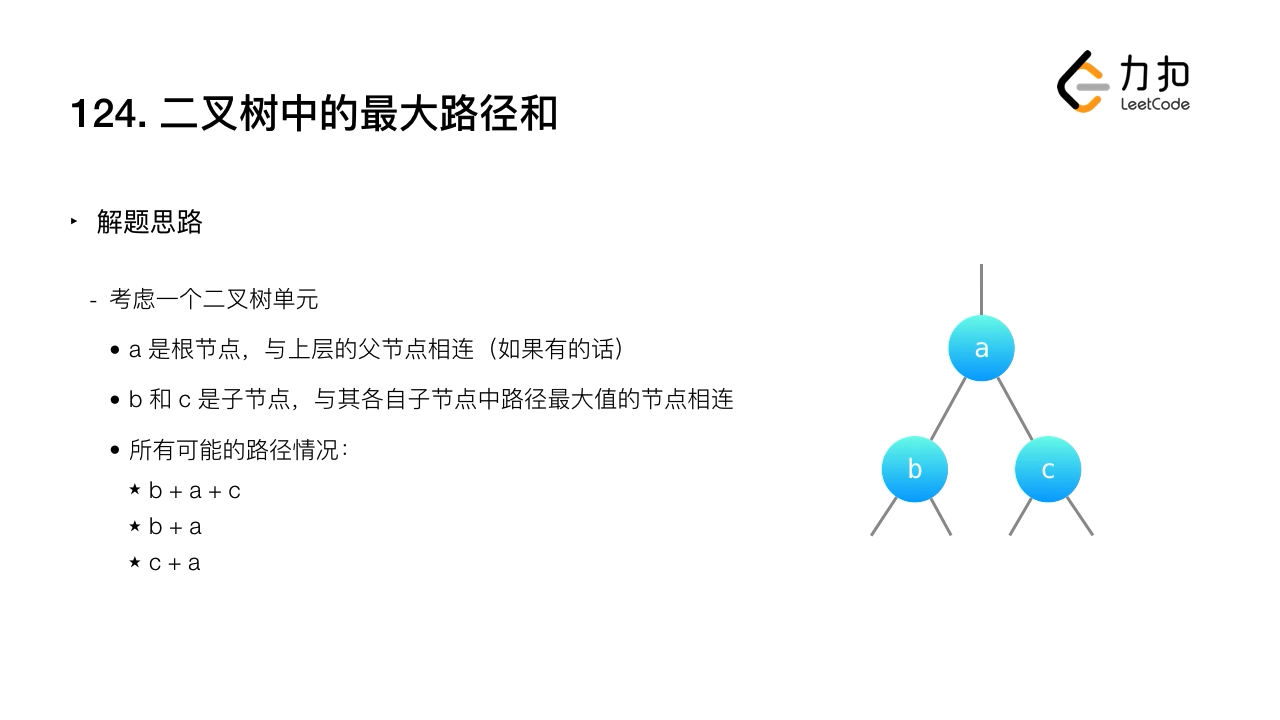 力扣
LeetCode
124. 二叉树中的最大路径和
‣ 解题思路
- 考虑一个二叉树单元
• a 是根节点，与上层的父节点相连（如果有的话）
• b 和 c 是子节点，与其各自子节点中路径最大值的节点相连
• 所有可能的路径情况：
★ b + a + c
★ b + a
★ c + a
a
b
c